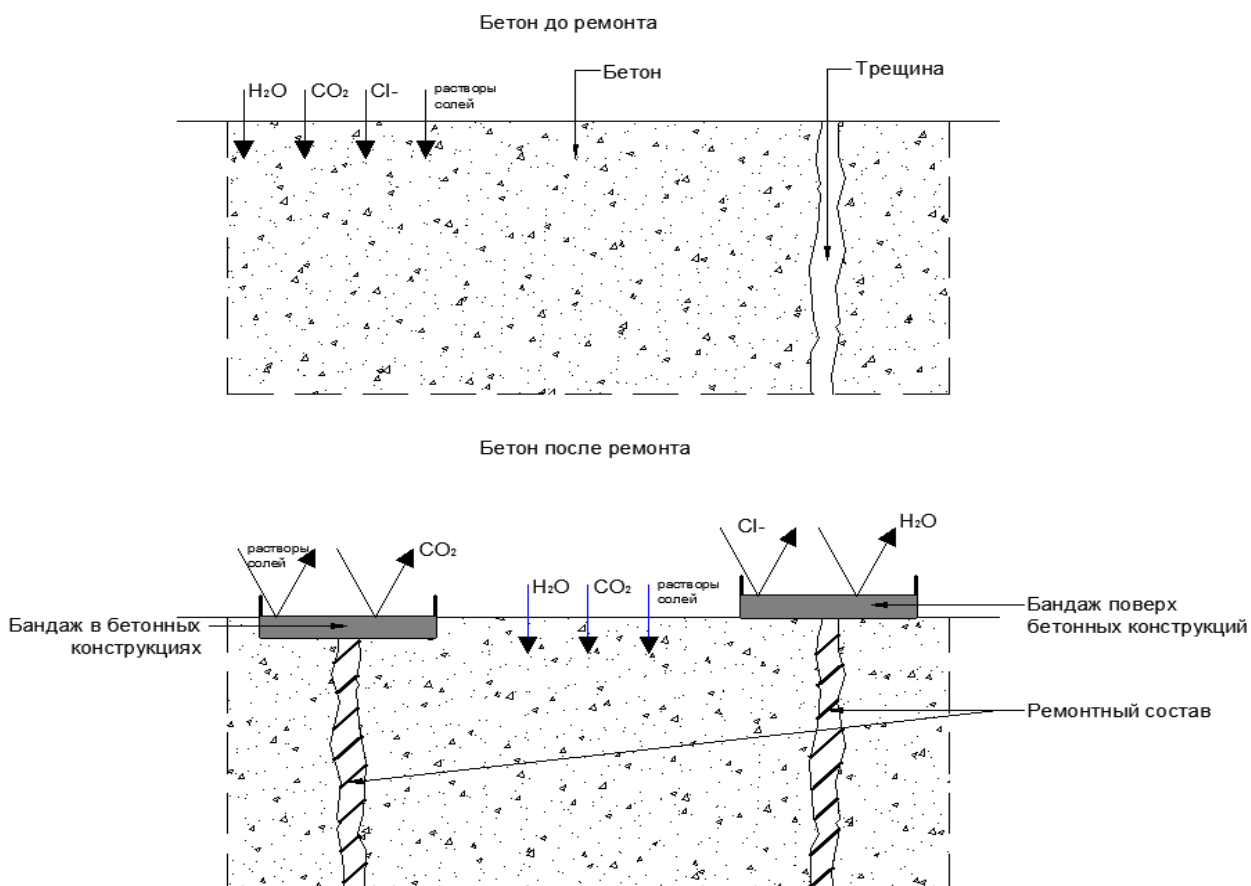 Бетон до ремонта
Бетон
Трещина
H₂O
CO₂
Cl-
растворы
солей
Бетон после ремонта
растворы
солей
CO₂
H₂O
CO₂
растворы
солей
Cl-
H₂O
Бандаж в бетонных
конструкциях
Бандаж поверх
бетонных конструкций
Ремонтный состав